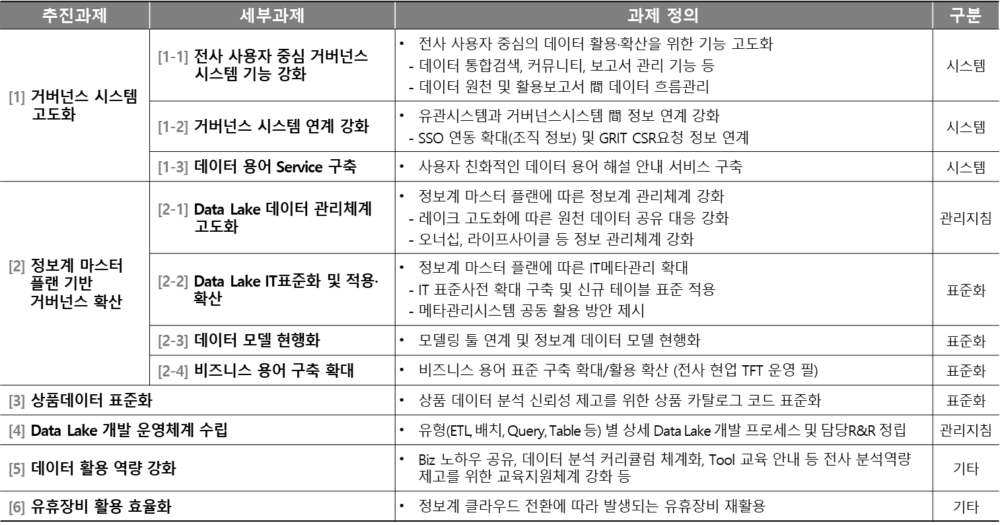 추진과제 세부과제 과제 정의 구분
[1] 거버넌스 시스템
고도화
[1-1] 전사 사용자 중심 거버넌스
시스템 기능 강화
• 전사 사용자 중심의 데이터 활용·확산을 위한 기능 고도화
- 데이터 통합검색, 커뮤니티, 보고서 관리 기능 등
- 데이터 원천 및 활용보고서 間 데이터 흐름관리
시스템
[1-2] 거버넌스 시스템 연계 강화
• 유관시스템과 거버넌스시스템 間 정보 연계 강화
- SSO 연동 확대(조직 정보) 및 GRIT CSR요청 정보 연계
시스템
[1-3] 데이터 용어 Service 구축
• 사용자 친화적인 데이터 용어 해설 안내 서비스 구축
시스템
[2] 정보계 마스터
플랜 기반
거버넌스 확산
[2-1] Data Lake 데이터 관리체계
고도화
• 정보계 마스터 플랜에 따른 정보계 관리체계 강화
- 레이크 고도화에 따른 원천 데이터 공유 대응 강화
- 오너십, 라이프사이클 등 정보 관리체계 강화
관리지침
[2-2] Data Lake IT표준화 및 적용·
확산
• 정보계 마스터 플랜에 따른 IT메타관리 확대
- IT 표준사전 확대 구축 및 신규 테이블 표준 적용
- 메타관리시스템 공동 활용 방안 제시
표준화
[2-3] 데이터 모델 현행화
• 모델링 툴 연계 및 정보계 데이터 모델 현행화
표준화
[2-4] 비즈니스 용어 구축 확대
• 비즈니스 용어 표준 구축 확대/활용 확산 (전사 현업 TFT 운영 필)
표준화
[3] 상품데이터 표준화
• 상품 데이터 분석 신뢰성 제고를 위한 상품 카탈로그 코드 표준화
표준화
[4] Data Lake 개발 운영체계 수립
• 유형(ETL, 배치, Query, Table 등) 별 상세 Data Lake 개발 프로세스 및 담당R&R 정립
관리지침
[5] 데이터 활용 역량 강화
• Biz 노하우 공유, 데이터 분석 커리큘럼 체계화, Tool 교육 안내 등 전사 분석역량
제고를 위한 교육지원체계 강화 등
기타
[6] 유휴장비 활용 효율화
• 정보계 클라우드 전환에 따라 발생되는 유휴장비 재활용
기타